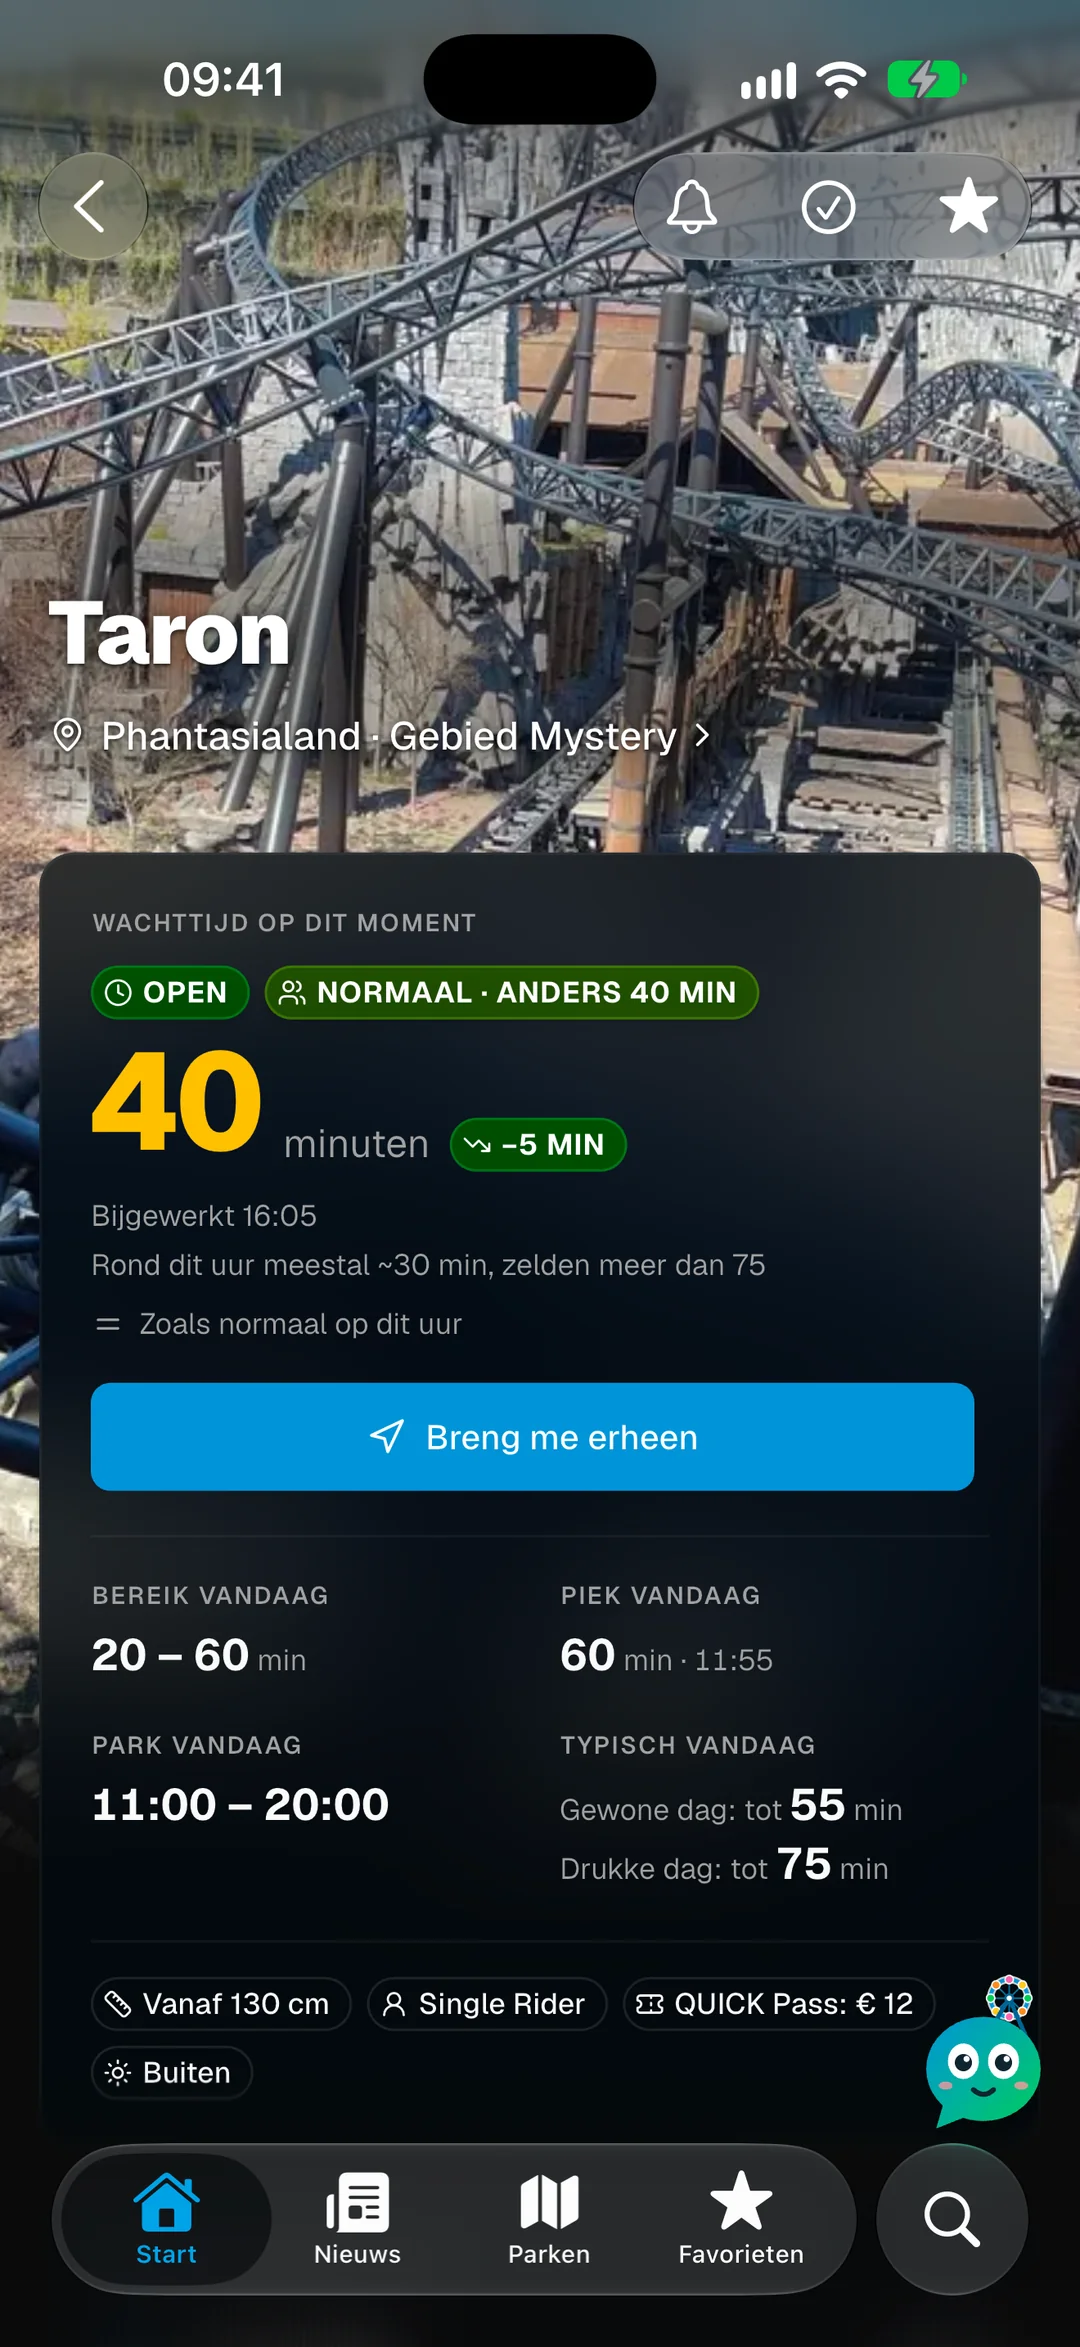 09:41
Taron
Phantasialand · Gebied Mystery
WACHTTIJD OP DIT MOMENT
OPEN
NORMAAL · ANDERS 40 MIN
40 minuten
−5 MIN
Bijgewerkt 16:05
Rond dit uur meestal ~30 min, zelden meer dan 75
Zoals normaal op dit uur
Breng me erheen
BEREIK VANDAAG
20 – 60 min
PIEK VANDAAG
60 min · 11:55
PARK VANDAAG
11:00 – 20:00
TYPISCH VANDAAG
Gewone dag: tot 55 min
Drukke dag: tot 75 min
Vanaf 130 cm
Single Rider
QUICK Pass: € 12
Buiten
Start
Nieuws
Parken
Favorieten